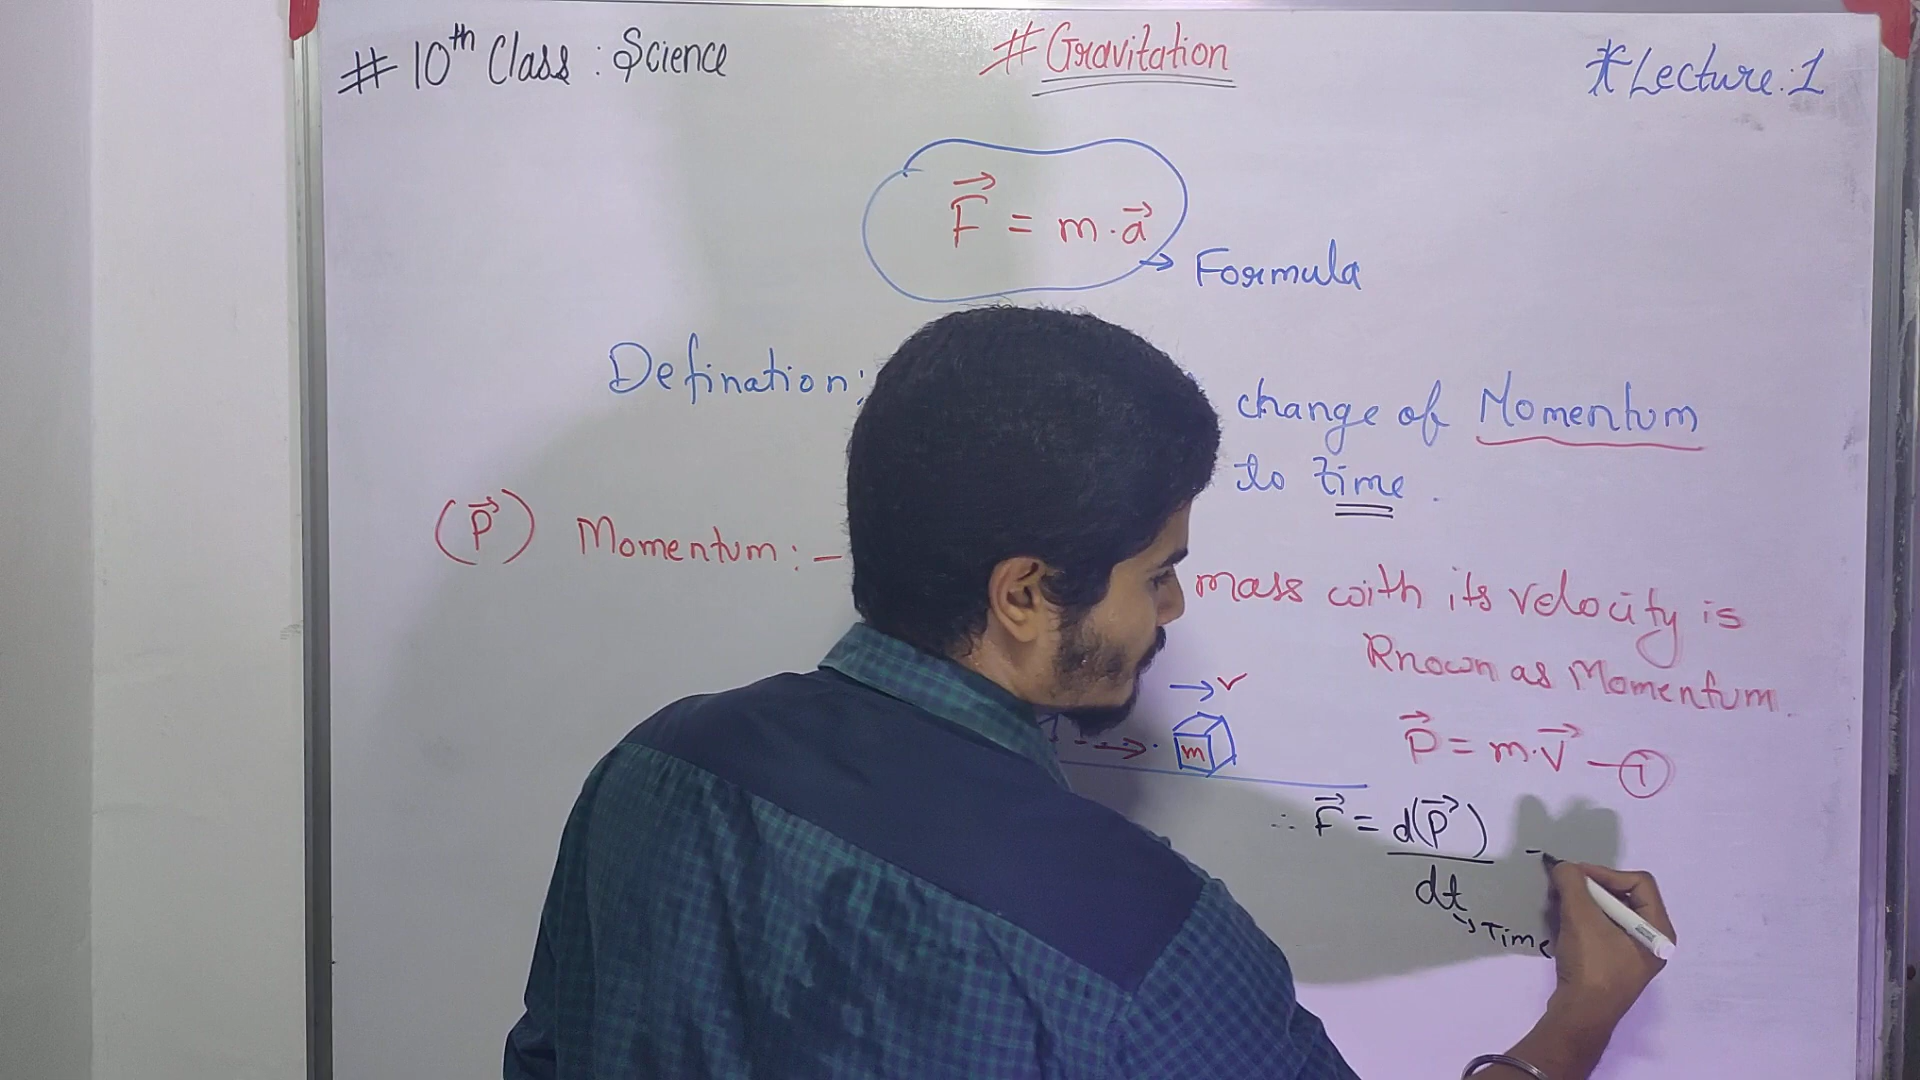 # 10th Class : Science
# Gravitation
* Lecture : 1
F⃗ = m · a⃗
→ Formula
Defination :
change of Momentum
to time .
(P⃗) Momentum : –
mass with its velocity is
Known as Momentum .
→ v
m
P⃗ = m · v⃗ — ①
∴ F⃗ = d(P⃗)
dt
→ Time